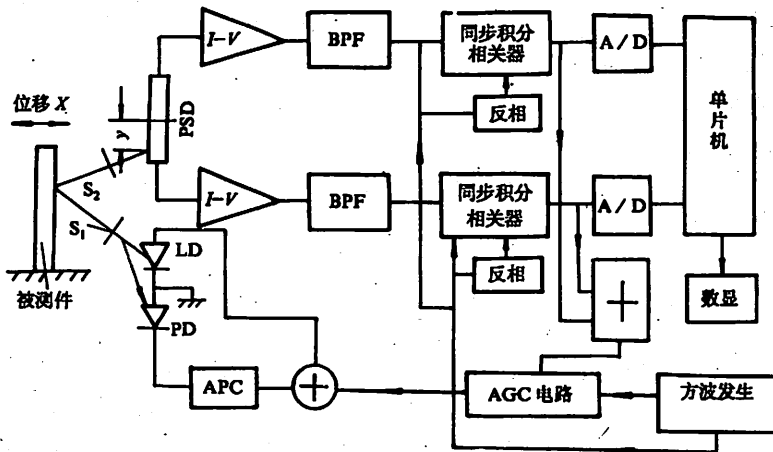 I-V
BPF
同步积分
相关器
A/D
单片机
反相
位移 X
y
PSD
S₂
S₁
I-V
BPF
同步积分
相关器
A/D
反相
数显
LD
被测件
PD
APC
AGC 电路
方波发生